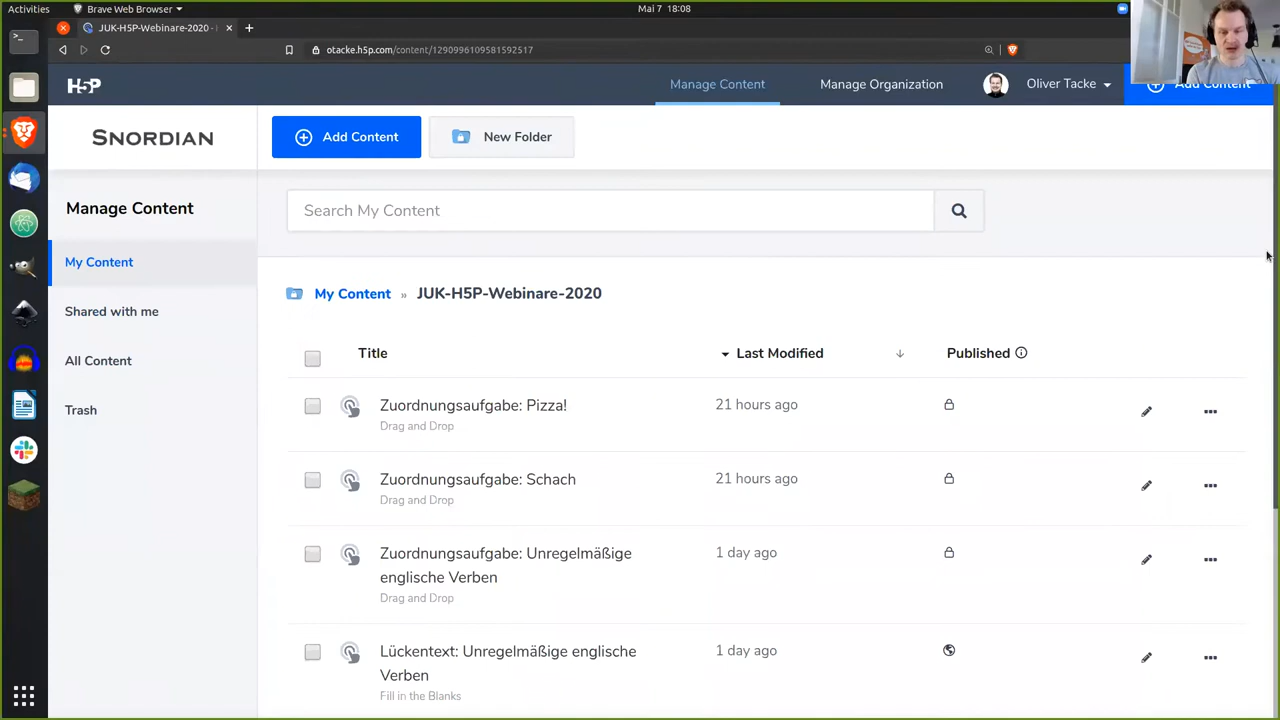 Activities
Brave Web Browser
Mai 7 18:08
JUK-H5P-Webinare-2020 -
otacke.h5p.com/content/1290996109581592517
H5P
Manage Content
Manage Organization
Oliver Tacke
Add Content
SNORDIAN
Add Content
New Folder
Manage Content
Search My Content
My Content
Shared with me
All Content
Trash
My Content » JUK-H5P-Webinare-2020
Title
Last Modified
Published
Zuordnungsaufgabe: Pizza!
21 hours ago
Drag and Drop
Zuordnungsaufgabe: Schach
21 hours ago
Drag and Drop
Zuordnungsaufgabe: Unregelmäßige
englische Verben
1 day ago
Drag and Drop
Lückentext: Unregelmäßige englische
Verben
1 day ago
Fill in the Blanks